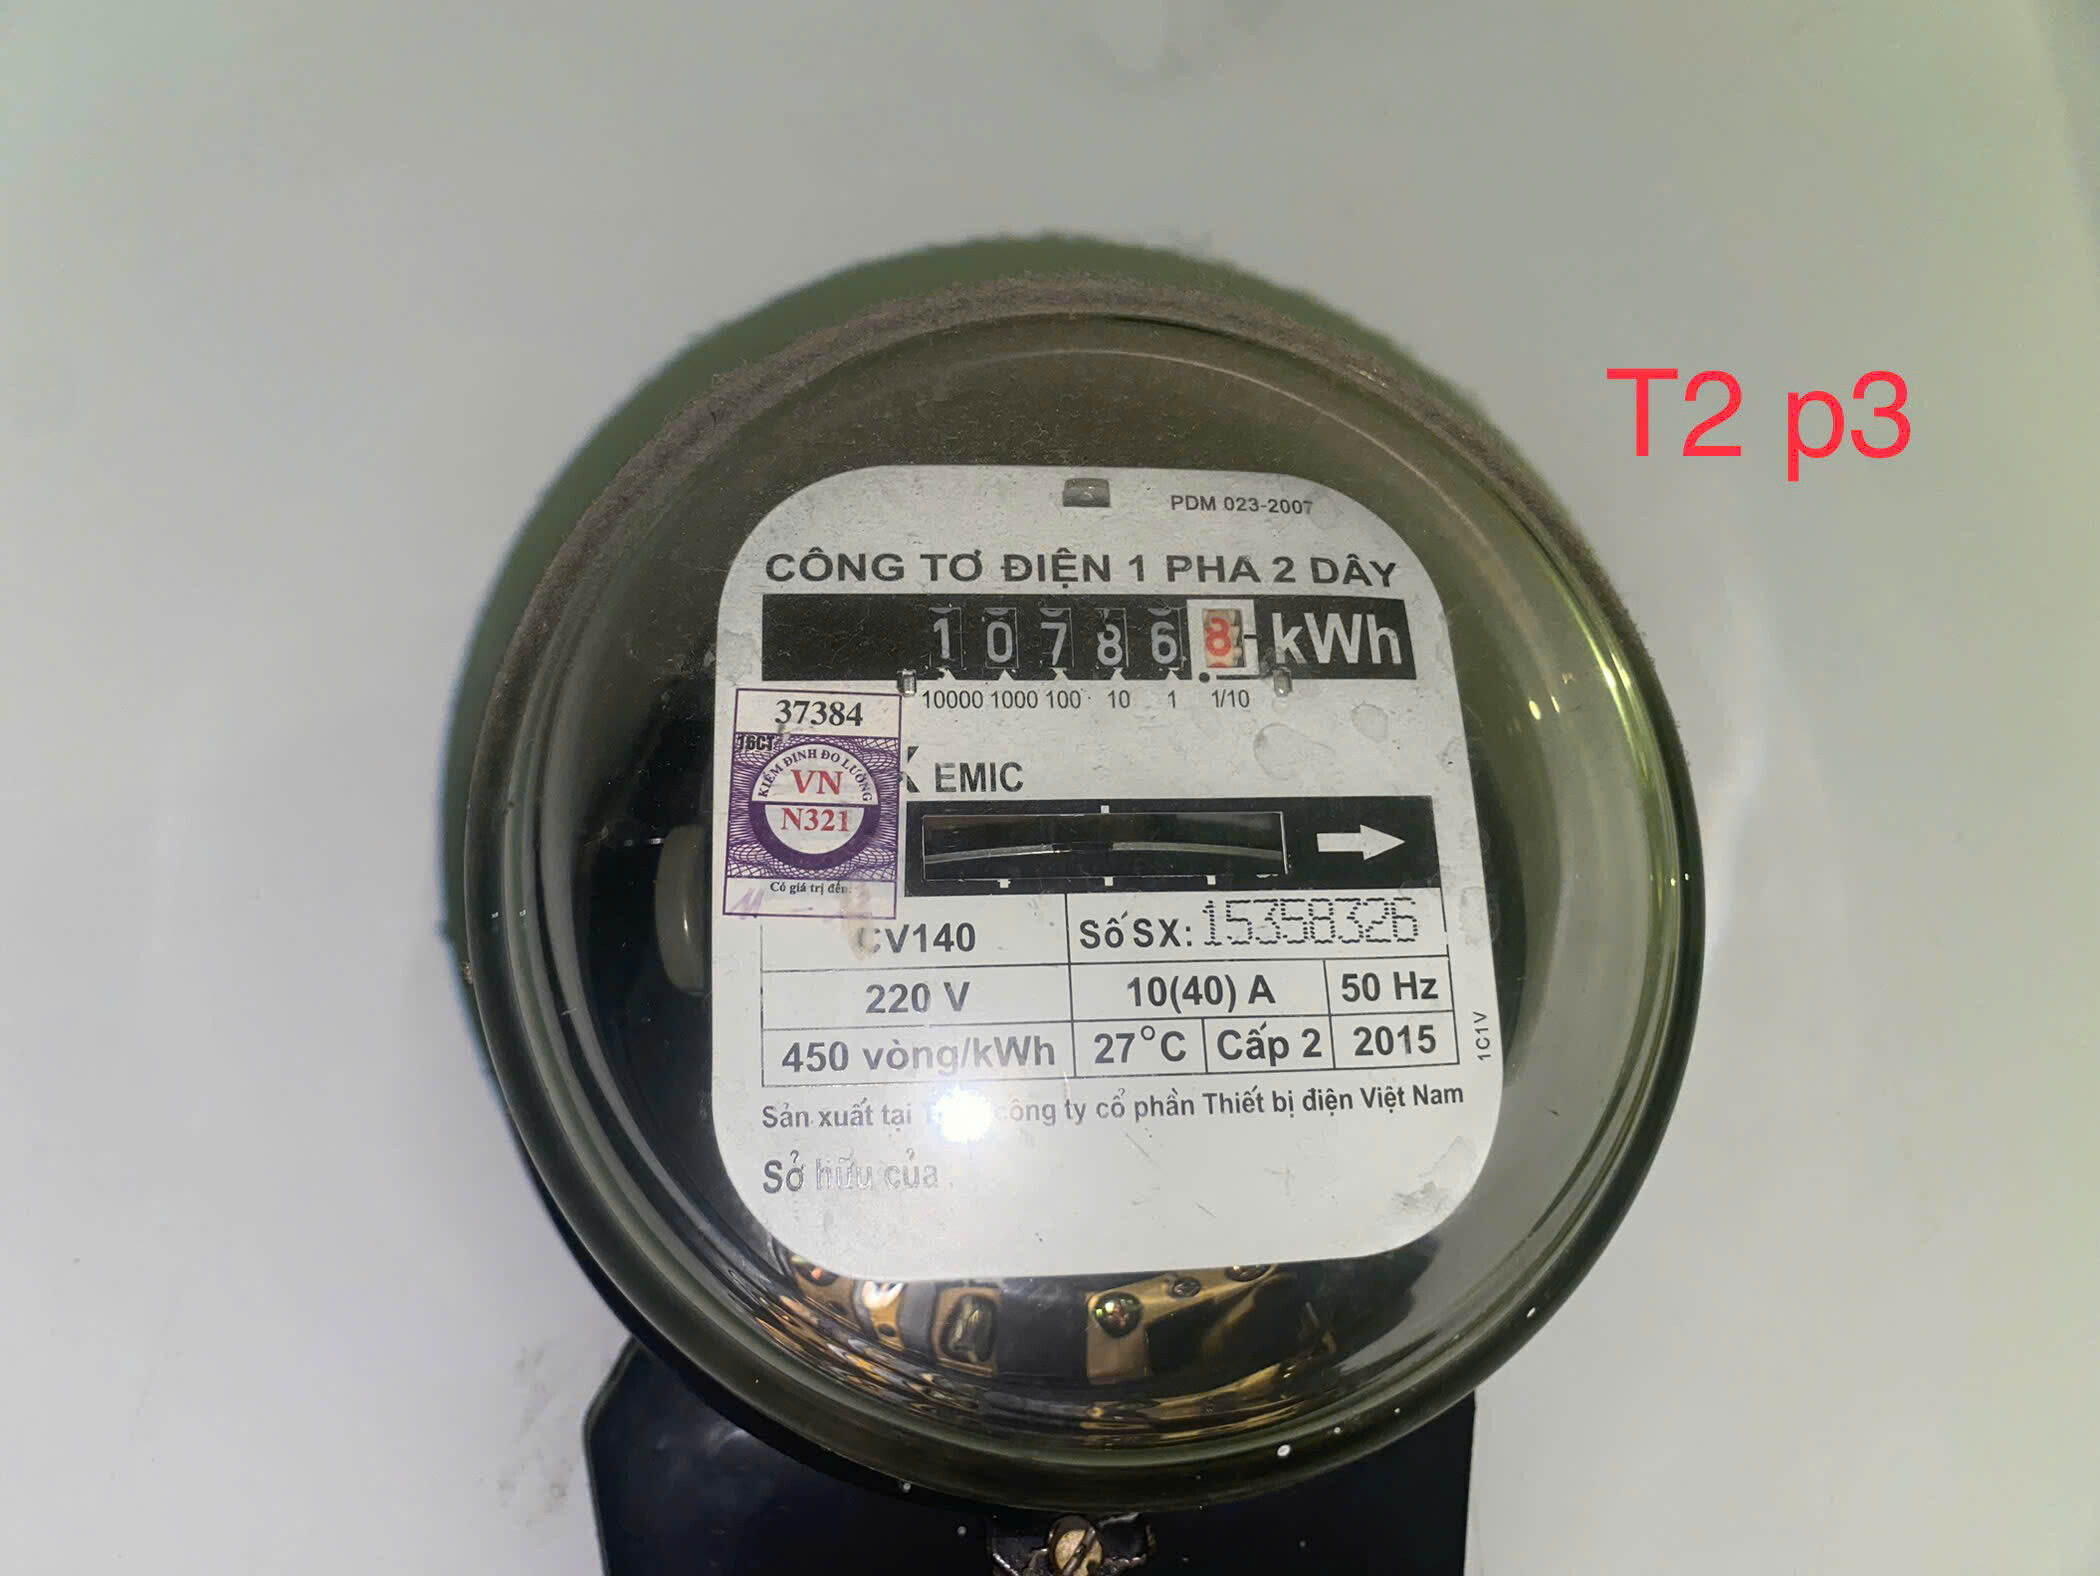 T2 p3
PDM 023-2007
CÔNG TƠ ĐIỆN 1 PHA 2 DÂY
10786 8 kWh
10000 1000 100 10 1 1/10
37384
T6CT
KIỂM ĐỊNH ĐO LƯỜNG
VN
N321
Có giá trị đến
EMIC
CV140 Số SX: 15358326
220 V 10(40) A 50 Hz
450 vòng/kWh 27°C Cấp 2 2015
1C1V
Sản xuất tại công ty cổ phần Thiết bị điện Việt Nam
Sở hữu của